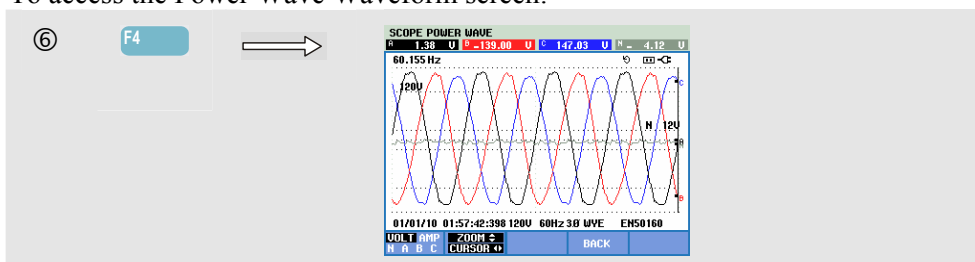 To access the Power Wave Waveform screen:
⑥ F4
SCOPE POWER WAVE
A 1.38 V B -139.00 V C 147.03 V N - 4.12 V
60.155 Hz
120V
C
N 12V
A
B
01/01/10 01:57:42:398 120V 60Hz 3Ø WYE EN50160
VOLT AMP ZOOM
N A B C CURSOR BACK